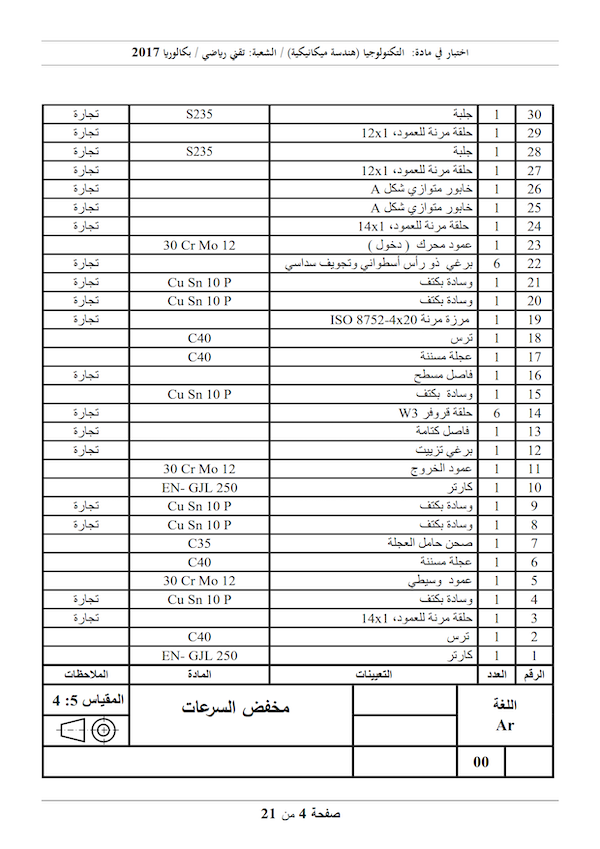 اختبار في مادة: التكنولوجيا (هندسة ميكانيكية) / الشعبة: تقني رياضي / بكالوريا 2017
30 1 جلبة S235 تجارة
29 1 حلقة مرنة للعمود، 12x1 تجارة
28 1 جلبة S235 تجارة
27 1 حلقة مرنة للعمود، 12x1 تجارة
26 1 خابور متوازي شكل A تجارة
25 1 خابور متوازي شكل A تجارة
24 1 حلقة مرنة للعمود، 14x1 تجارة
23 1 عمود محرك ( دخول ) 30 Cr Mo 12
22 6 برغي ذو رأس أسطواني وتجويف سداسي تجارة
21 1 وسادة بكتف Cu Sn 10 P تجارة
20 1 وسادة بكتف Cu Sn 10 P تجارة
19 1 مرزة مرنة ISO 8752-4x20 تجارة
18 1 ترس C40
17 1 عجلة مسننة C40
16 1 فاصل مسطح تجارة
15 1 وسادة بكتف Cu Sn 10 P
14 6 حلقة قروفر W3 تجارة
13 1 فاصل كتامة تجارة
12 1 برغي تزييت تجارة
11 1 عمود الخروج 30 Cr Mo 12
10 1 كارتر EN- GJL 250
9 1 وسادة بكتف Cu Sn 10 P تجارة
8 1 وسادة بكتف Cu Sn 10 P تجارة
7 1 صحن حامل العجلة C35
6 1 عجلة مسننة C40
5 1 عمود وسيطي 30 Cr Mo 12
4 1 وسادة بكتف Cu Sn 10 P تجارة
3 1 حلقة مرنة للعمود، 14x1 تجارة
2 1 ترس C40
1 1 كارتر EN- GJL 250
الرقم العدد التعيينات المادة الملاحظات
اللغة
Ar
مخفض السرعات
المقياس 5: 4
00
صفحة 4 من 21